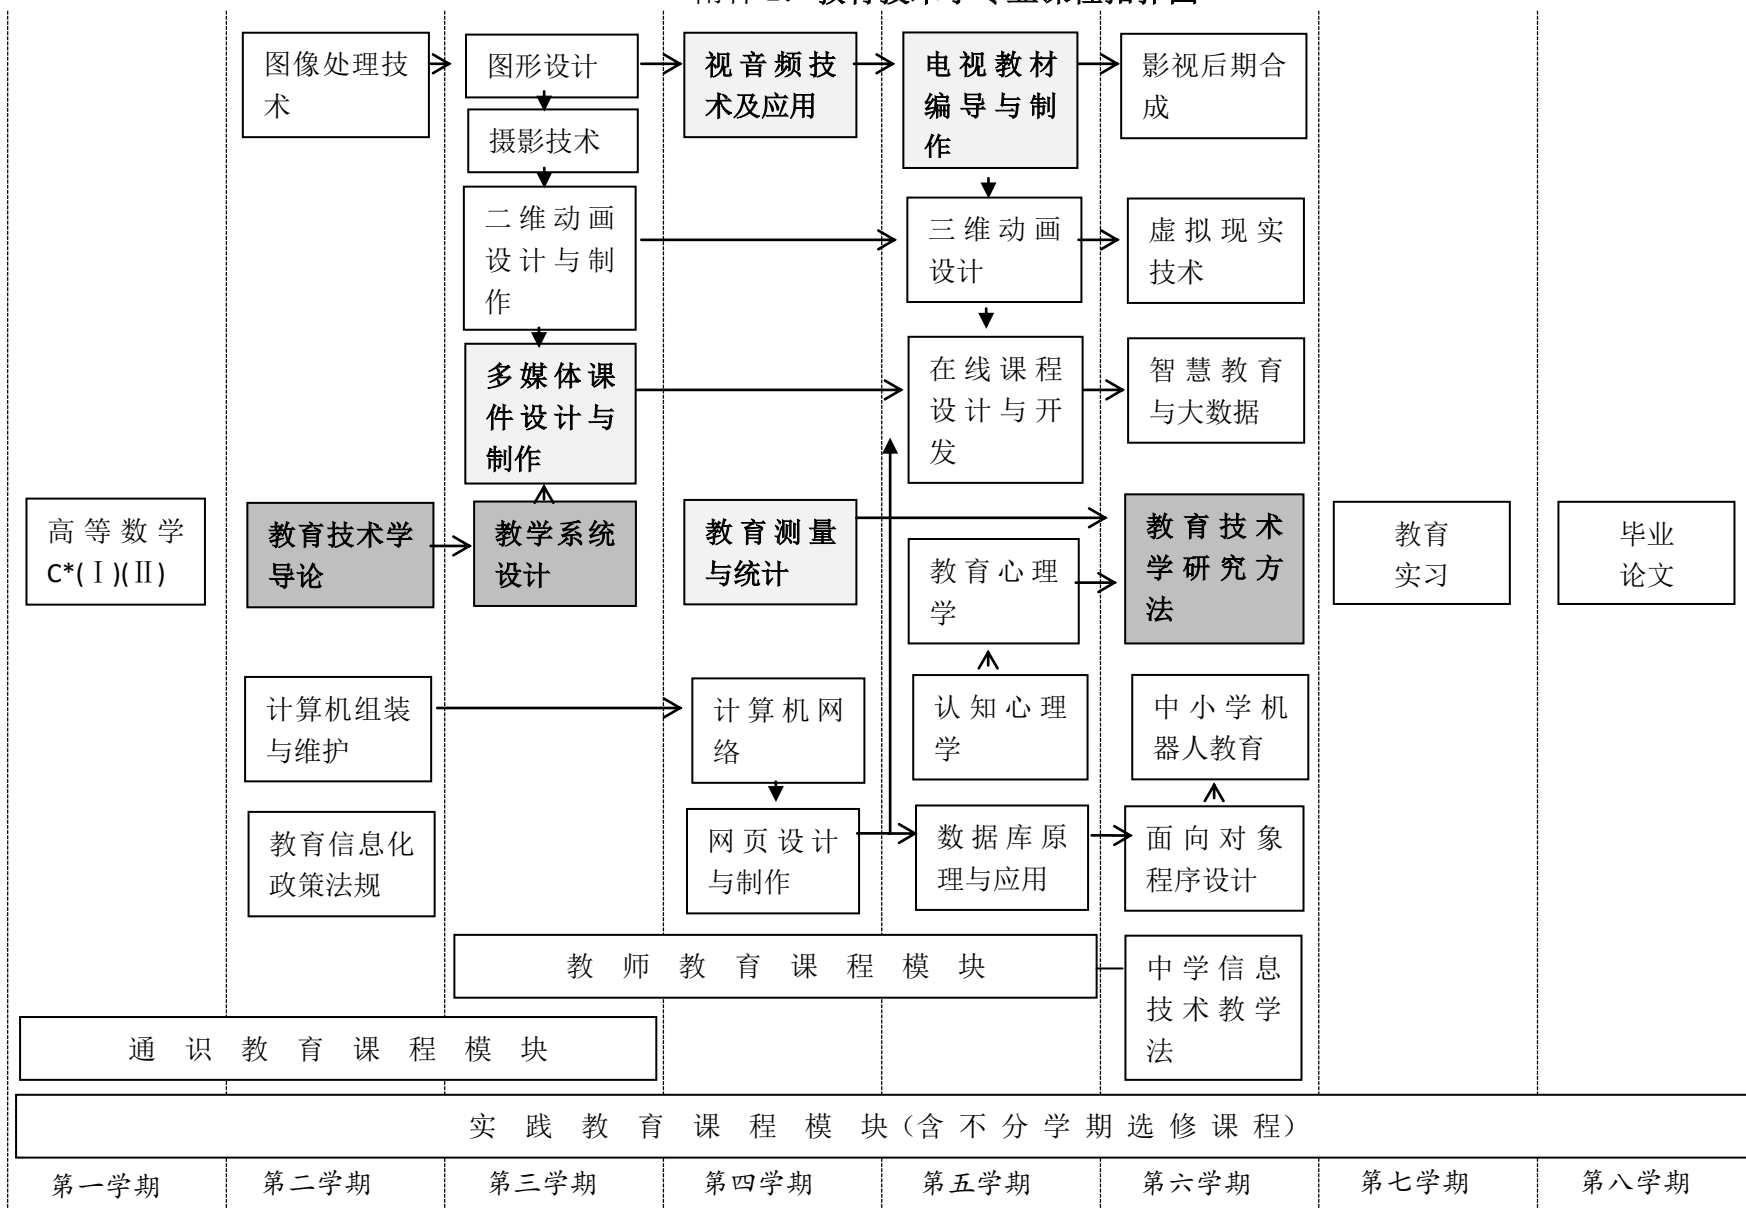 图像处理技
术
图形设计
视音频技
术及应用
电视教材
编导与制
作
影视后期合
成
摄影技术
二维动画
设计与制
作
三维动画
设计
虚拟现实
技术
多媒体课
件设计与
制作
在线课程
设计与开
发
智慧教育
与大数据
高等数学
C*(Ⅰ)(Ⅱ)
教育技术学
导论
教学系统
设计
教育测量
与统计
教育心理
学
教育技术
学研究方
法
教育
实习
毕业
论文
计算机组装
与维护
计算机网
络
认知心理
学
中小学机
器人教育
教育信息化
政策法规
网页设计
与制作
数据库原
理与应用
面向对象
程序设计
教师教育课程模块
中学信息
技术教学
法
通识教育课程模块
实践教育课程模块(含不分学期选修课程)
第一学期
第二学期
第三学期
第四学期
第五学期
第六学期
第七学期
第八学期